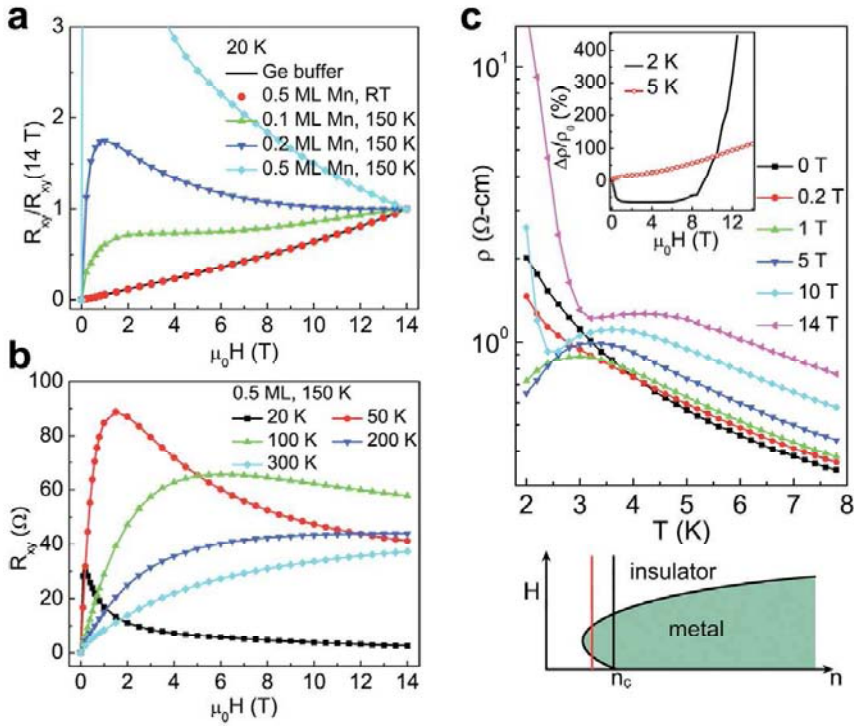 a
3
2
1
0
R_xy/R_xy(14 T)
20 K
Ge buffer
0.5 ML Mn, RT
0.1 ML Mn, 150 K
0.2 ML Mn, 150 K
0.5 ML Mn, 150 K
0 2 4 6 8 10 12 14
μ₀H (T)
b
100
80
60
40
20
0
R_xy (Ω)
0.5 ML, 150 K
20 K 50 K
100 K 200 K
300 K
0 2 4 6 8 10 12 14
μ₀H (T)
c
10¹
10⁰
ρ (Ω-cm)
400
300
200
100
0
Δρ/ρ₀ (%)
2 K
5 K
0 4 8 12
μ₀H (T)
0 T
0.2 T
1 T
5 T
10 T
14 T
2 3 4 5 6 7 8
T (K)
H
insulator
metal
n_c
n